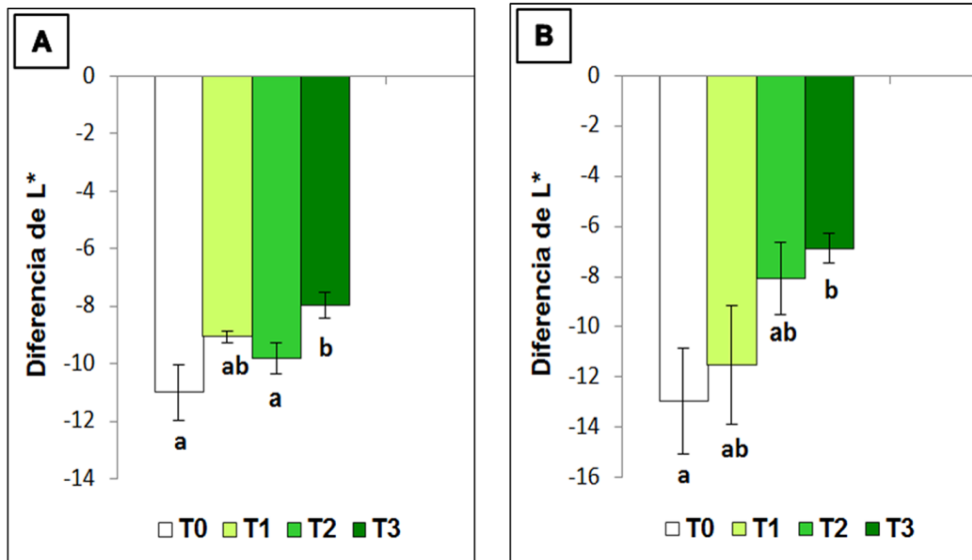 A
Diferencia de L*
0
-2
-4
-6
-8
-10
-12
-14
a
ab
a
b
T0 T1 T2 T3
B
Diferencia de L*
0
-2
-4
-6
-8
-10
-12
-14
-16
a
ab
ab
b
T0 T1 T2 T3